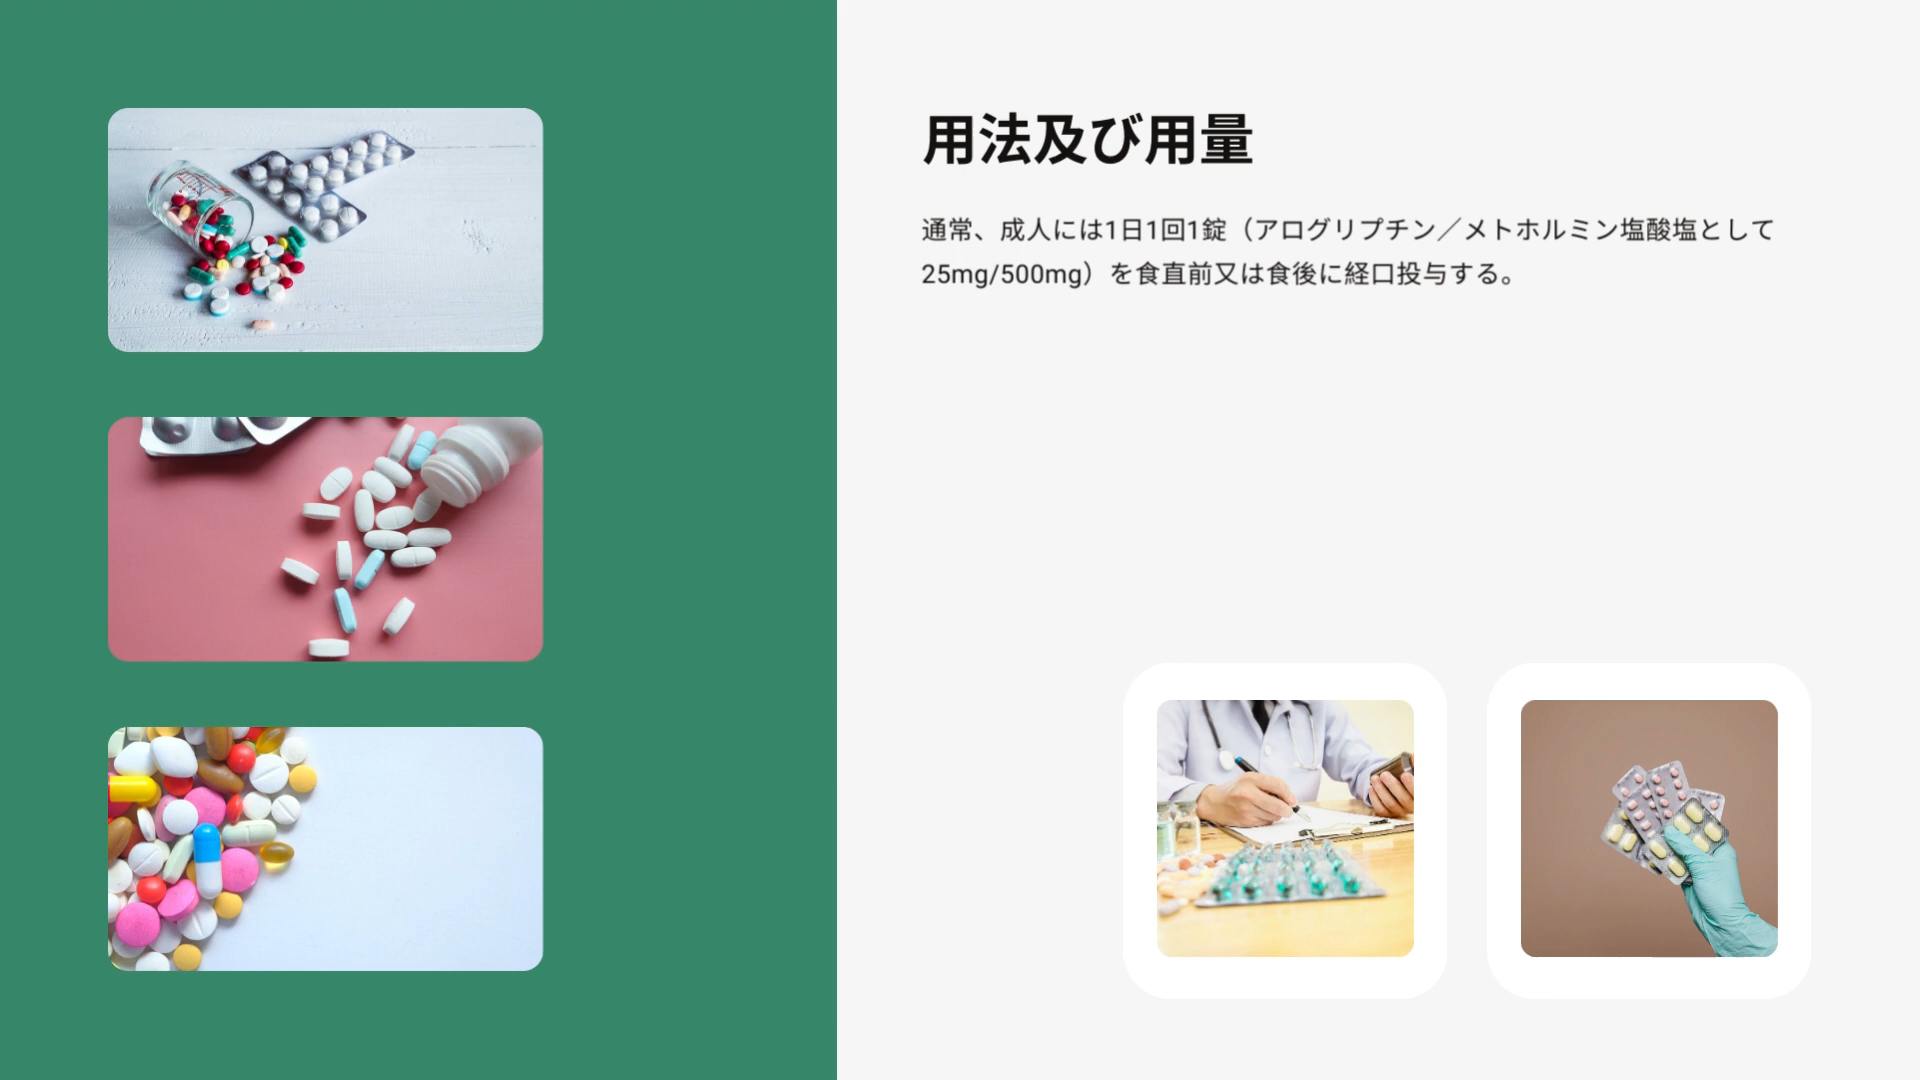 用法及び用量
通常、成人には1日1回1錠（アログリプチン／メトホルミン塩酸塩として
25mg/500mg）を食直前又は食後に経口投与する。